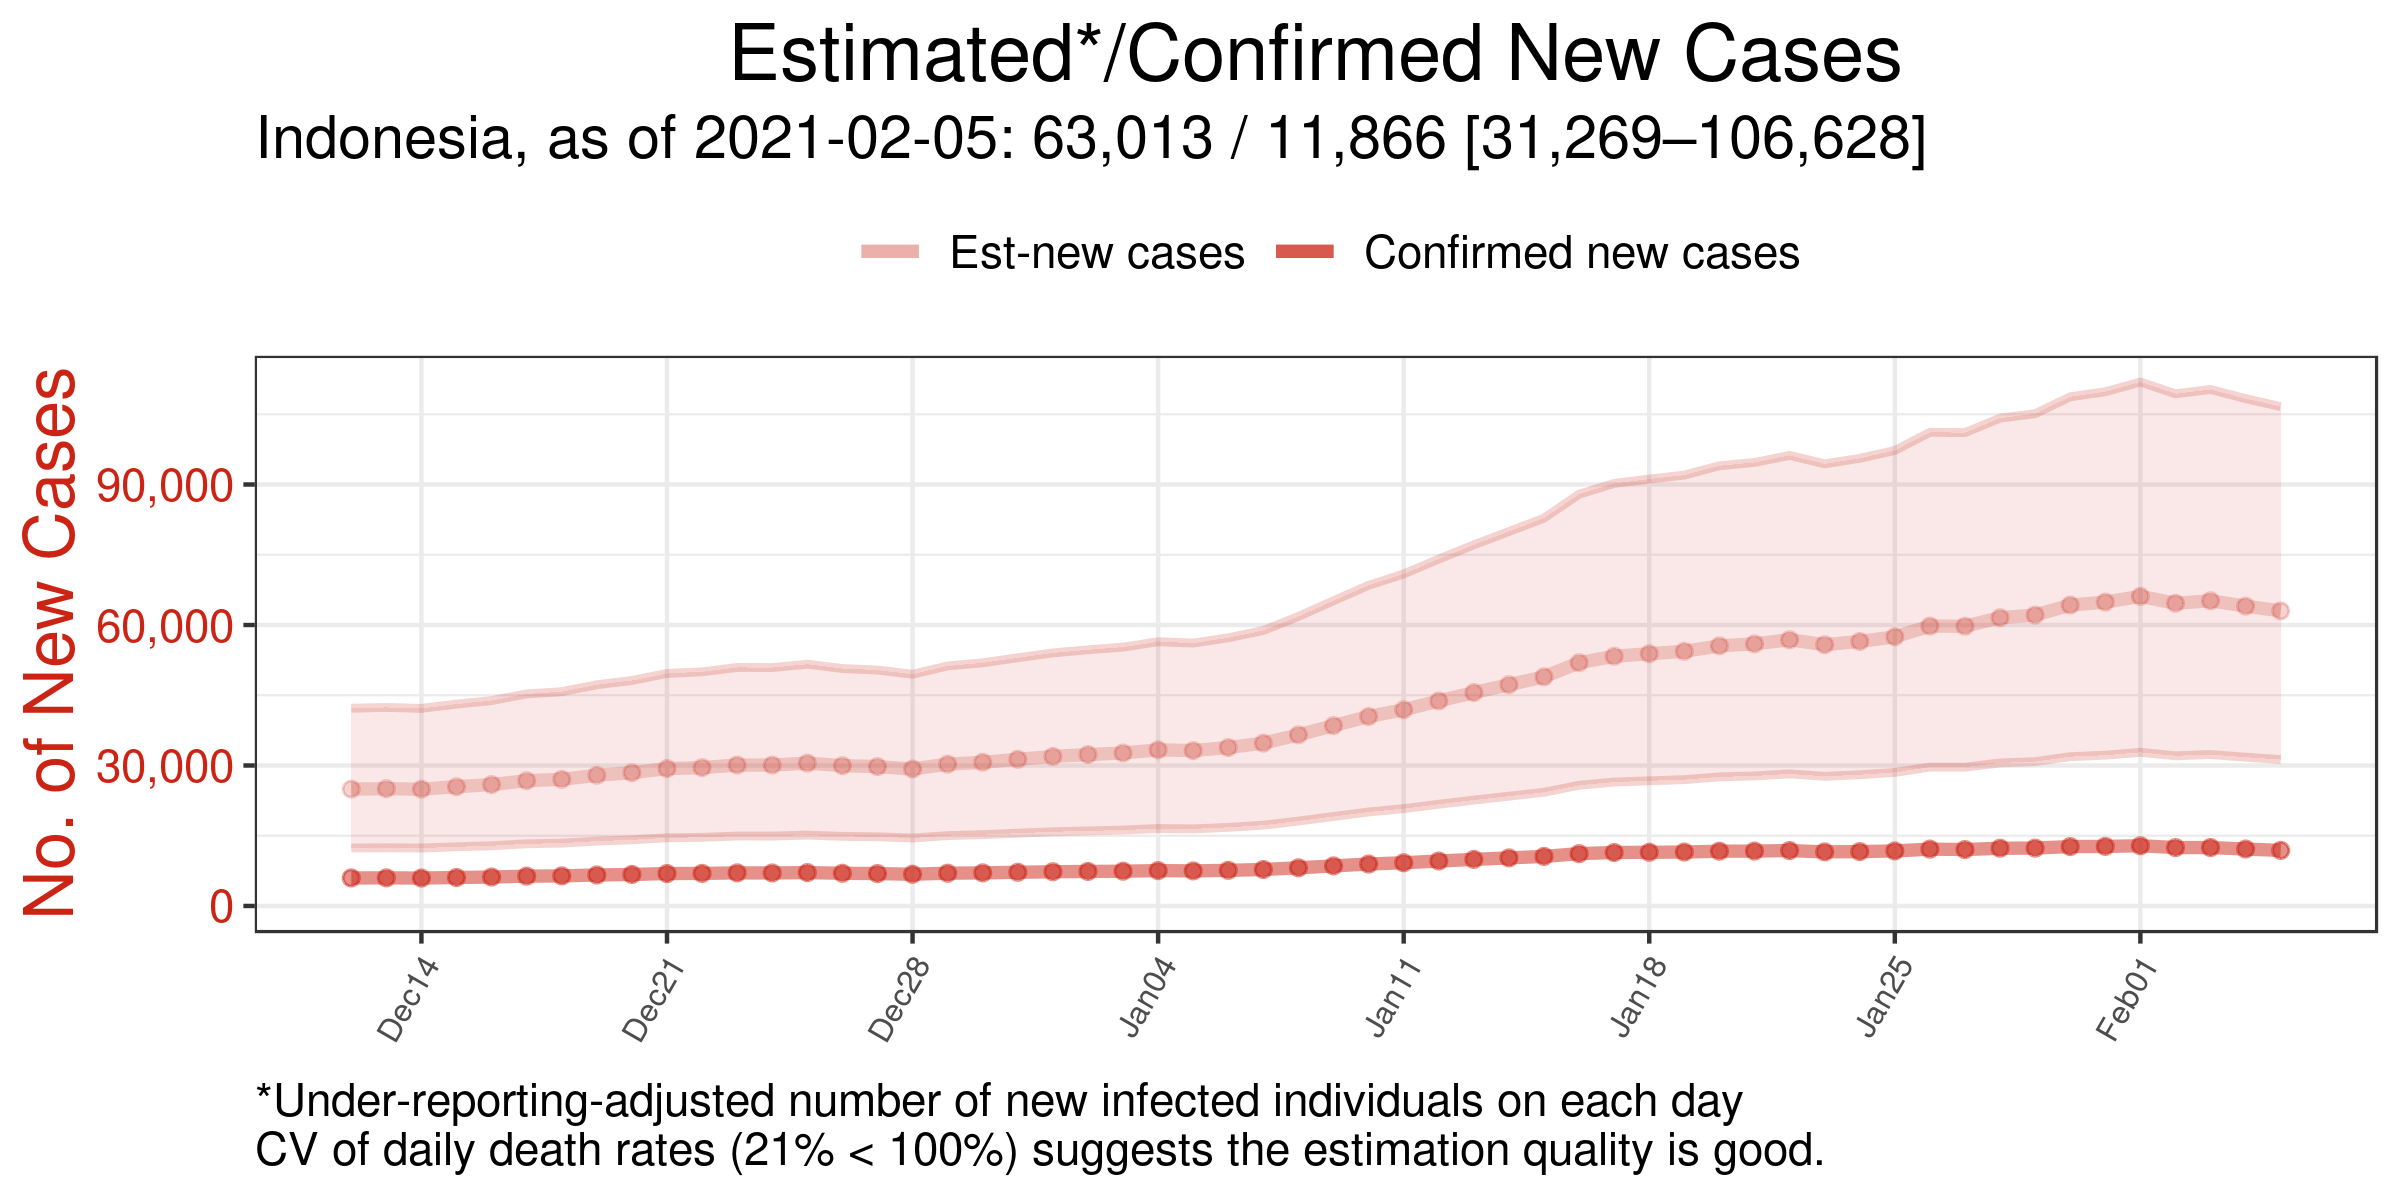 Estimated*/Confirmed New Cases
Indonesia, as of 2021-02-05: 63,013 / 11,866 [31,269–106,628]
Est-new cases Confirmed new cases
No. of New Cases
90,000
60,000
30,000
0
Dec14 Dec21 Dec28 Jan04 Jan11 Jan18 Jan25 Feb01
*Under-reporting-adjusted number of new infected individuals on each day
CV of daily death rates (21% < 100%) suggests the estimation quality is good.